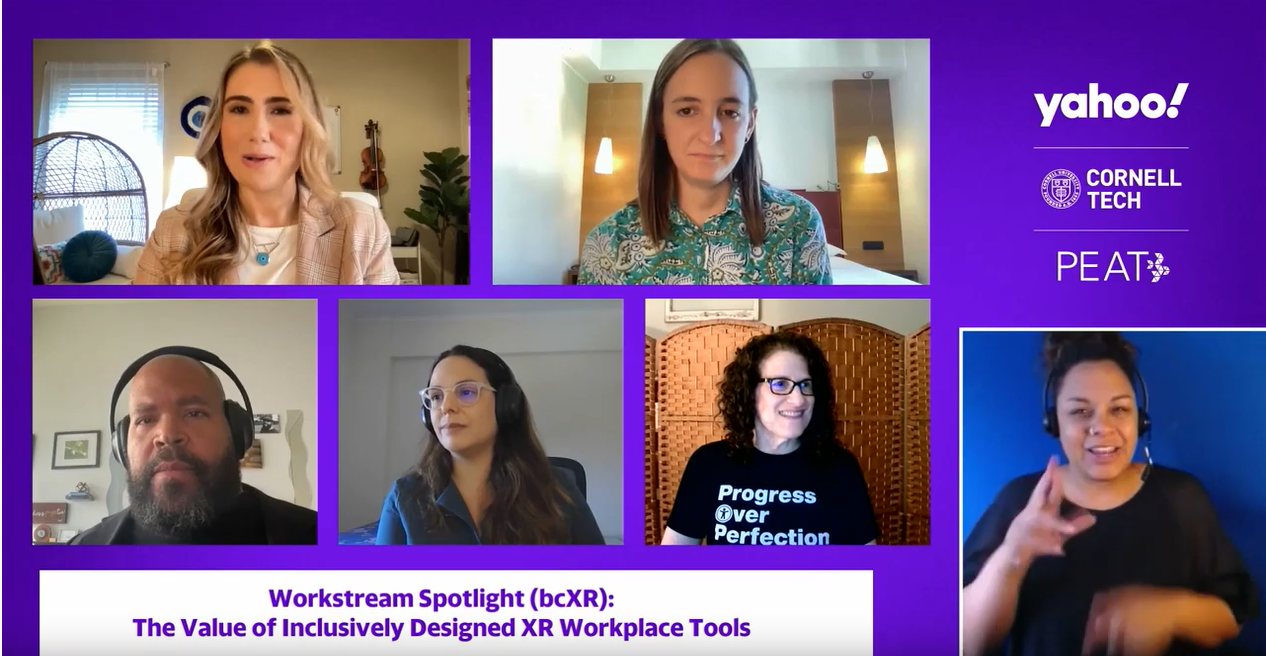 yahoo!
CORNELL
TECH
PEAT
Progress
Over
Perfection
Workstream Spotlight (bcXR):
The Value of Inclusively Designed XR Workplace Tools